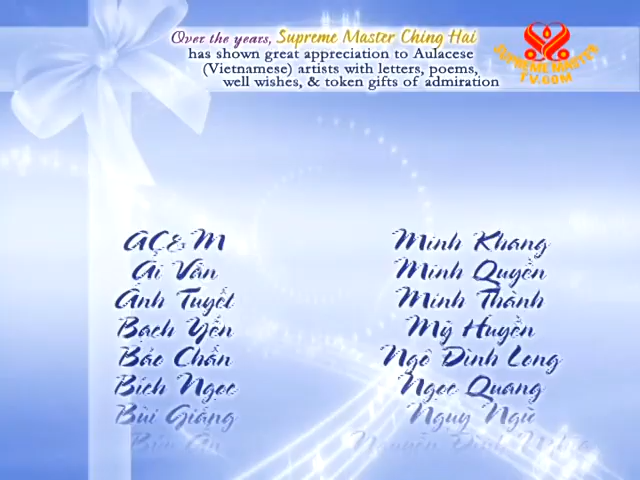 Over the years, Supreme Master Ching Hai
has shown great appreciation to Aulacese
(Vietnamese) artists with letters, poems,
well wishes, & token gifts of admiration
SUPREME MASTER
TV.COM
AC&M
Ái Vân
Ánh Tuyết
Bạch Yến
Bảo Chấn
Bích Ngọc
Bùi Giáng
Minh Khang
Minh Quyền
Minh Thành
Mỹ Huyền
Ngô Đình Long
Ngọc Quang
Ngụy Ngữ